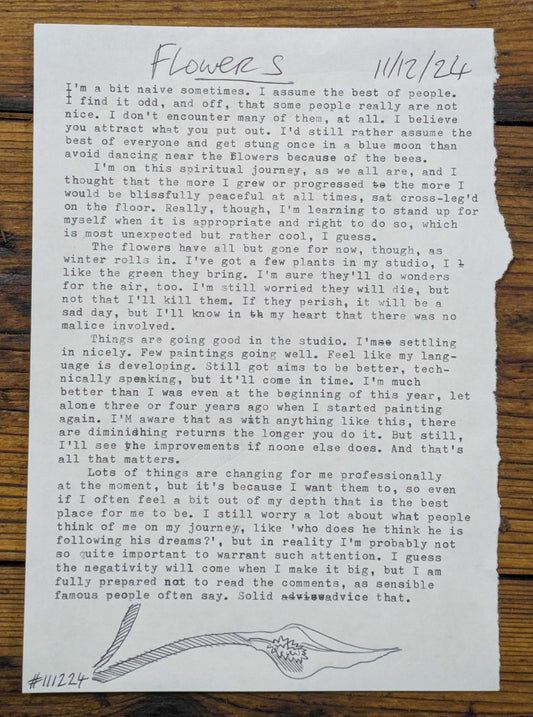 Flowers 11/12/24
I'm a bit naive sometimes. I assume the best of people.
I find it odd, and off, that some people really are not
nice. I don't encounter many of them, at all. I believe
you attract what you put out. I'd still rather assume the
best of everyone and get stung once in a blue moon than
avoid dancing near the flowers because of the bees.
I'm on this spiritual journey, as we all are, and I
thought that the more I grew or progressed to the more I
would be blissfully peaceful at all times, sat cross-leg'd
on the floor. Really, though, I'm learning to stand up for
myself when it is appropriate and right to do so, which
is most unexpected but rather cool, I guess.
The flowers have all but gone for now, though, as
winter rolls in. I've got a few plants in my studio, I l
like the green they bring. I'm sure they'll do wonders
for the air, too. I'm still worried they will die, but
not that I'll kill them. If they perish, it will be a
sad day, but I'll know in th my heart that there was no
malice involved.
Things are going good in the studio. I'mse settling
in nicely. Few paintings going well. Feel like my lang-
uage is developing. Still got aims to be better, tech-
nically speaking, but it'll come in time. I'm much
better than I was even at the beginning of this year, let
alone three or four years ago when I started painting
again. I'M aware that as with anything like this, there
are diminishing returns the longer you do it. But still,
I'll see the improvements if noone else does. And that's
all that matters.
Lots of things are changing for me professionally
at the moment, but it's because I want them to, so even
if I often feel a bit out of my depth that is the best
place for me to be. I still worry a lot about what people
think of me on my journey, like 'who does he think he is
following his dreams?', but in reality I'm probably not
so quite important to warrant such attention. I guess
the negativity will come when I make it big, but I am
fully prepared not to read the comments, as sensible
famous people often say. Solid adviseadvice that.
#111224